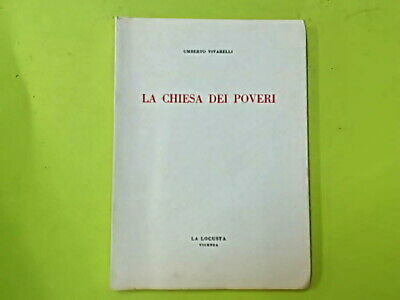 UMBERTO VIVARELLI
LA CHIESA DEI POVERI
LA LOCUSTA
VICENZA